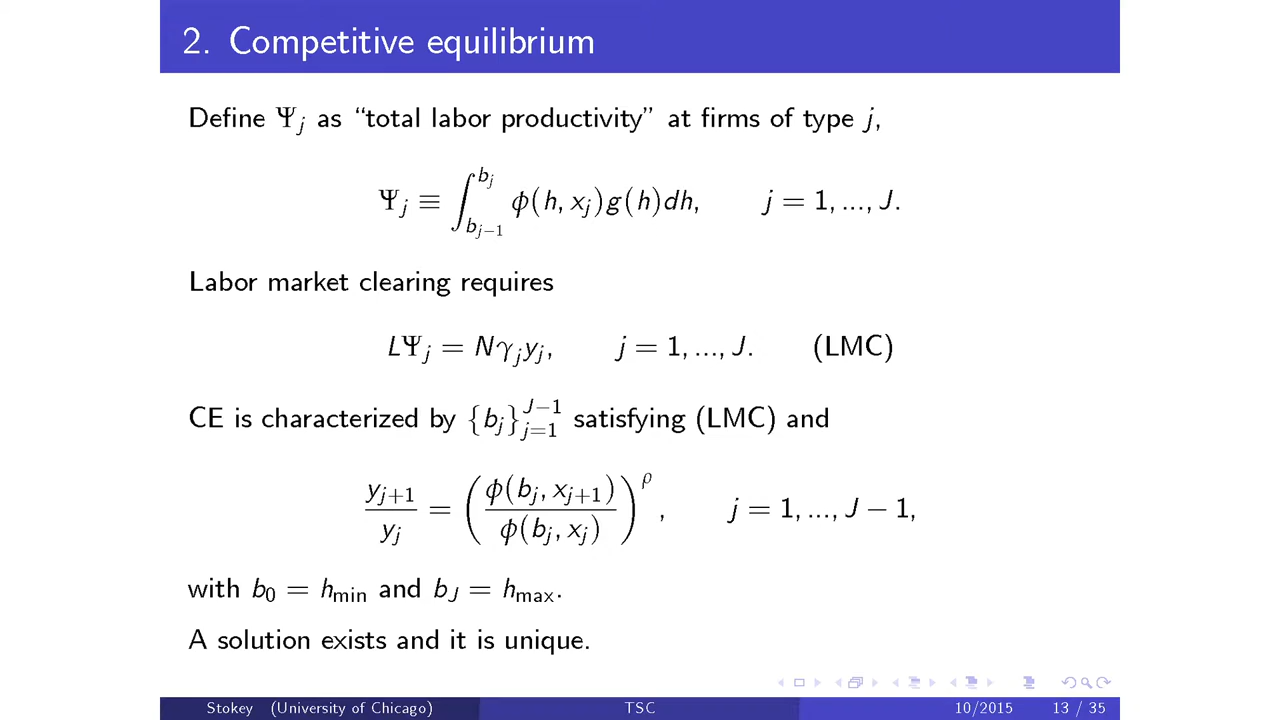 2. Competitive equilibrium
Define Ψ_j as “total labor productivity” at firms of type j,
Ψ_j ≡ ∫_{b_{j−1}}^{b_j} ϕ(h, x_j)g(h)dh, j = 1, ..., J.
Labor market clearing requires
LΨ_j = Nγ_j y_j, j = 1, ..., J. (LMC)
CE is characterized by {b_j}_{j=1}^{J−1} satisfying (LMC) and
y_{j+1}/y_j = (ϕ(b_j, x_{j+1})/ϕ(b_j, x_j))^ρ, j = 1, ..., J − 1,
with b_0 = h_min and b_J = h_max.
A solution exists and it is unique.
Stokey (University of Chicago) TSC 10/2015 13 / 35